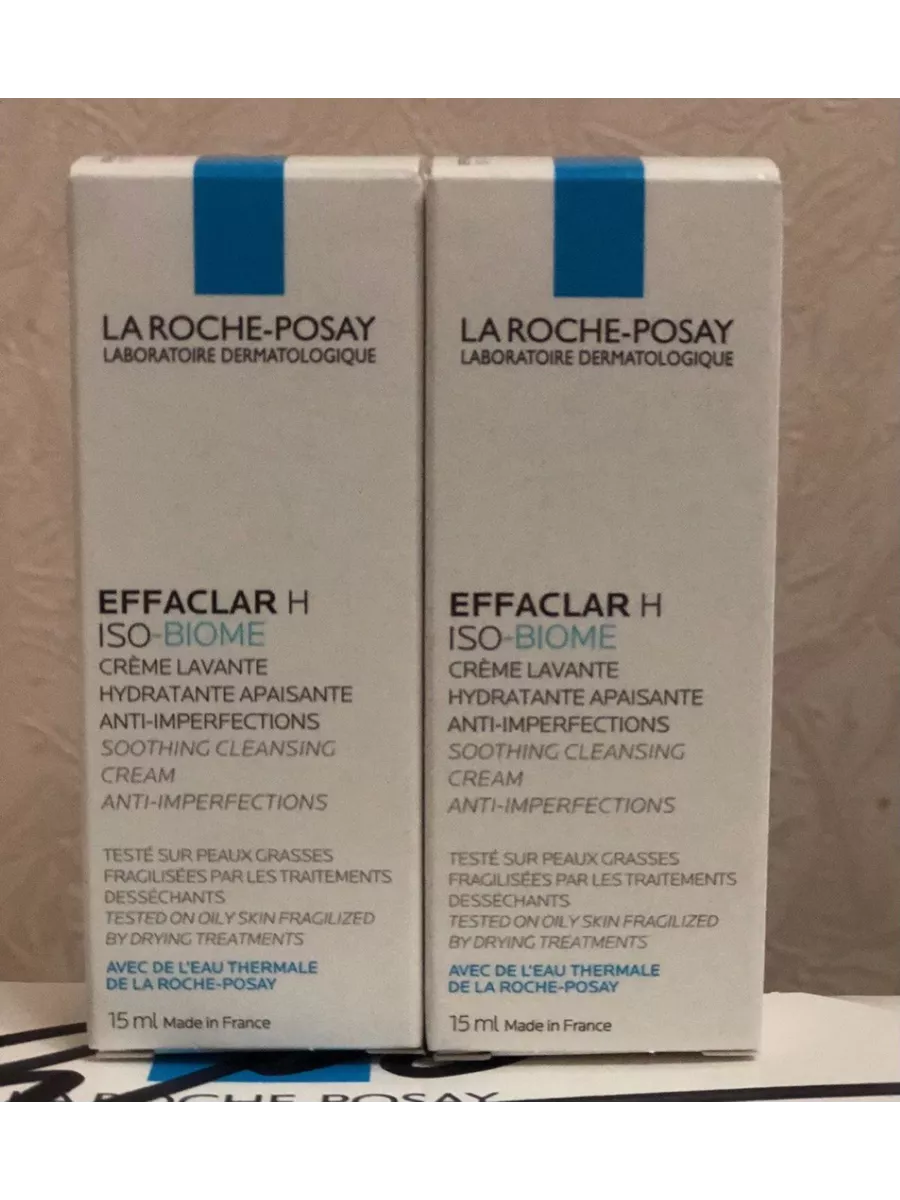 LA ROCHE-POSAY
LABORATOIRE DERMATOLOGIQUE
EFFACLAR H
ISO-BIOME
CRÈME LAVANTE
HYDRATANTE APAISANTE
ANTI-IMPERFECTIONS
SOOTHING CLEANSING
CREAM
ANTI-IMPERFECTIONS
TESTÉ SUR PEAUX GRASSES
FRAGILISÉES PAR LES TRAITEMENTS
DESSÉCHANTS
TESTED ON OILY SKIN FRAGILIZED
BY DRYING TREATMENTS
AVEC DE L'EAU THERMALE
DE LA ROCHE-POSAY
15 ml Made in France
LA ROCHE-POSAY
LABORATOIRE DERMATOLOGIQUE
EFFACLAR H
ISO-BIOME
CRÈME LAVANTE
HYDRATANTE APAISANTE
ANTI-IMPERFECTIONS
SOOTHING CLEANSING
CREAM
ANTI-IMPERFECTIONS
TESTÉ SUR PEAUX GRASSES
FRAGILISÉES PAR LES TRAITEMENTS
DESSÉCHANTS
TESTED ON OILY SKIN FRAGILIZED
BY DRYING TREATMENTS
AVEC DE L'EAU THERMALE
DE LA ROCHE-POSAY
15 ml Made in France
LA ROCHE-POSAY